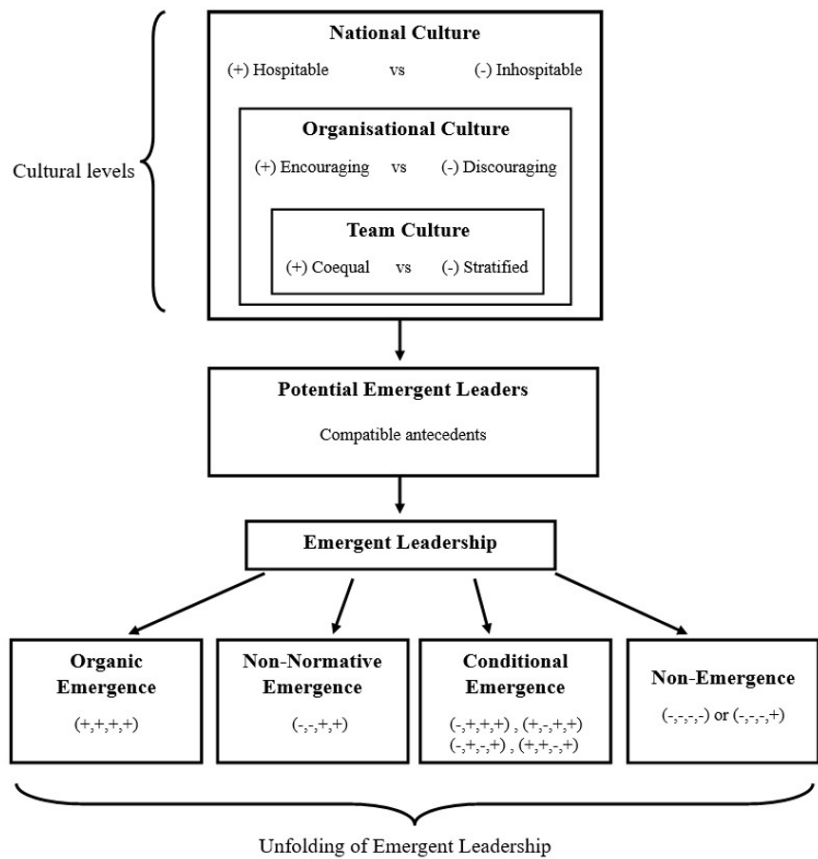 National Culture
(+) Hospitable vs (-) Inhospitable
Organisational Culture
(+) Encouraging vs (-) Discouraging
Cultural levels
Team Culture
(+) Coequal vs (-) Stratified
Potential Emergent Leaders
Compatible antecedents
Emergent Leadership
Organic
Emergence
(+,+,+,+)
Non-Normative
Emergence
(-,-,+,+)
Conditional
Emergence
(-,+,+,+) , (+,-,+,+)
(-,+,-,+) , (+,+,-,+)
Non-Emergence
(-,-,-,-) or (-,-,-,+)
Unfolding of Emergent Leadership